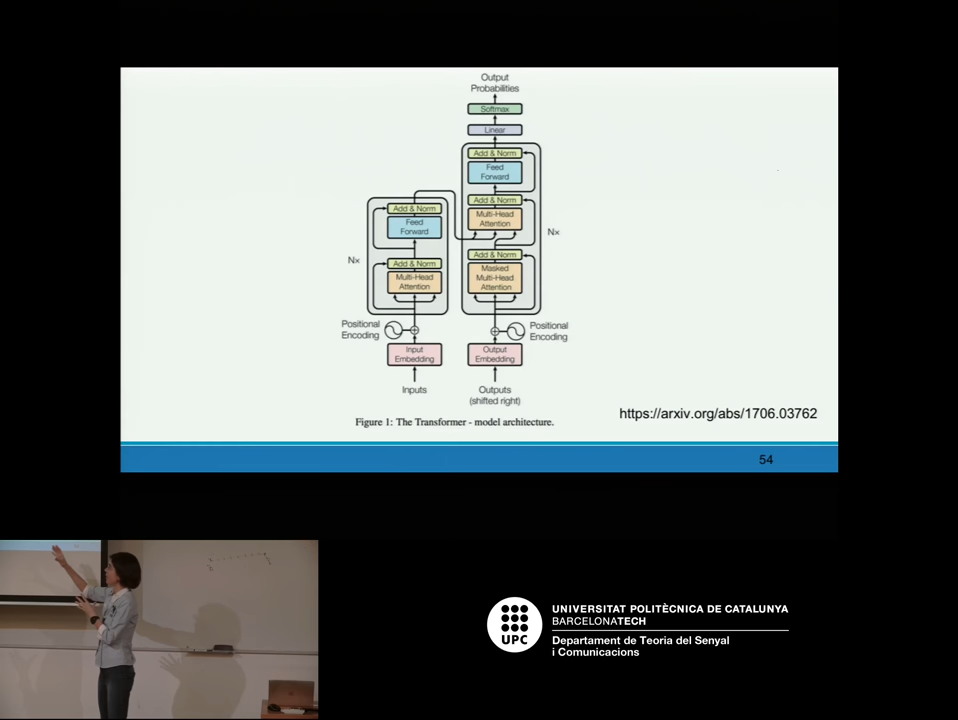 Output
Probabilities
Softmax
Linear
Add & Norm
Feed
Forward
Add & Norm
Multi-Head
Attention
Nx
Add & Norm
Masked
Multi-Head
Attention
Add & Norm
Feed
Forward
Nx
Add & Norm
Multi-Head
Attention
Positional
Encoding
Positional
Encoding
Input
Embedding
Output
Embedding
Inputs
Outputs
(shifted right)
Figure 1: The Transformer - model architecture.
https://arxiv.org/abs/1706.03762
54
UPC
UNIVERSITAT POLITÈCNICA DE CATALUNYA
BARCELONATECH
Departament de Teoria del Senyal
i Comunicacions